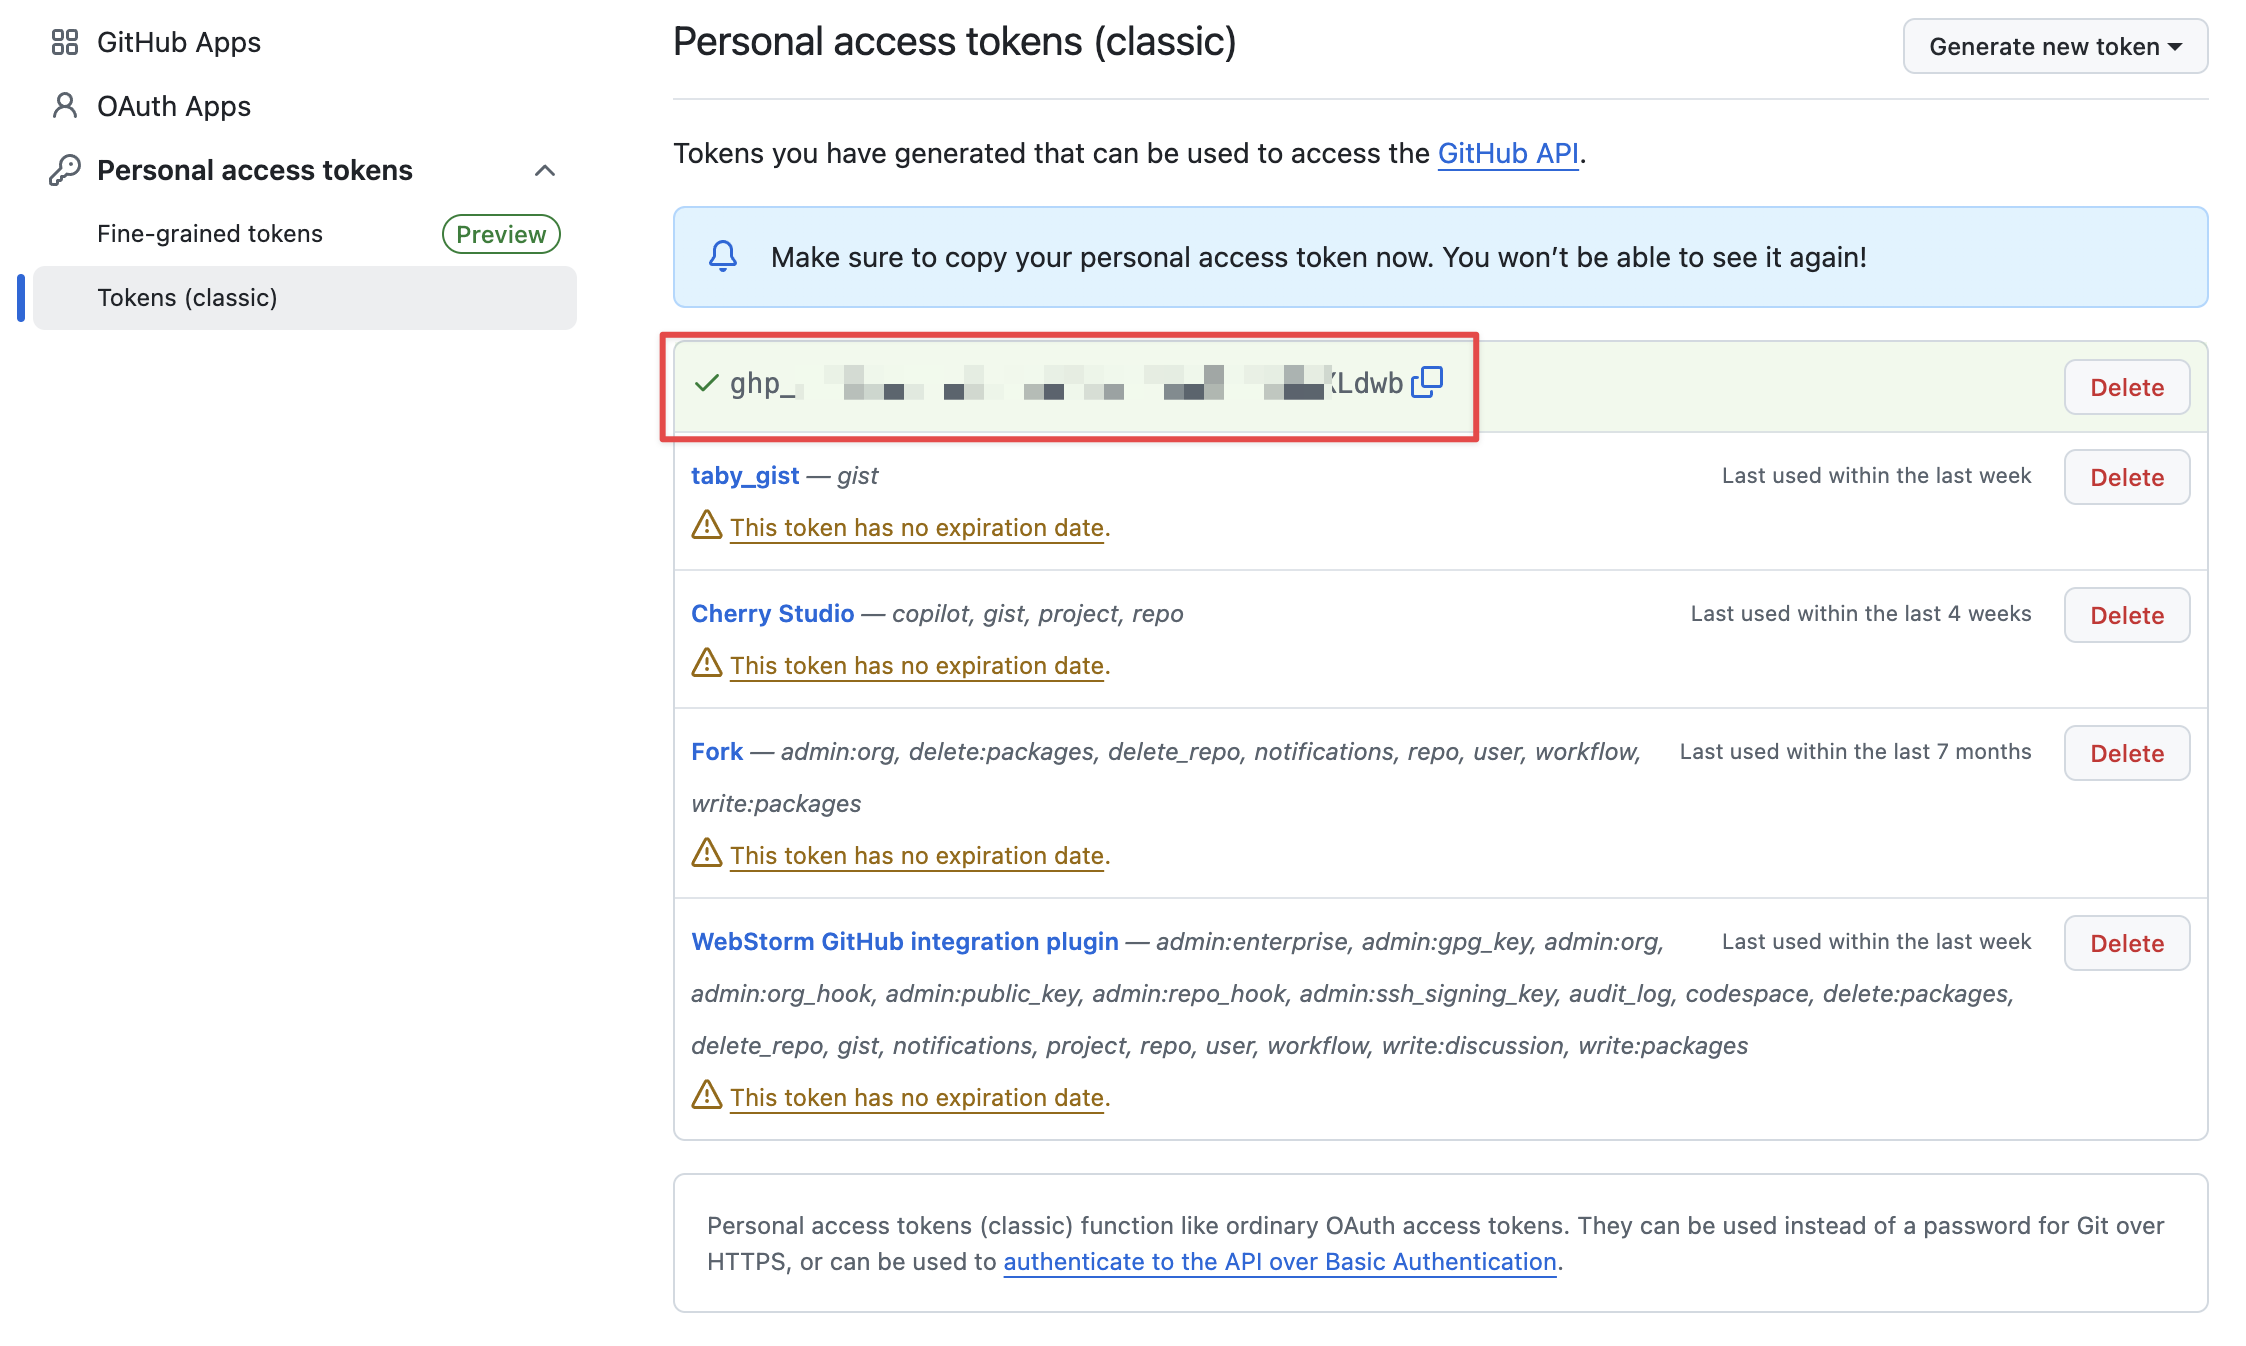 GitHub Apps
OAuth Apps
Personal access tokens
Fine-grained tokens Preview
Tokens (classic)
Personal access tokens (classic)
Generate new token
Tokens you have generated that can be used to access the GitHub API.
Make sure to copy your personal access token now. You won’t be able to see it again!
ghp_ Ldwb Delete
taby_gist — gist Last used within the last week Delete
This token has no expiration date.
Cherry Studio — copilot, gist, project, repo Last used within the last 4 weeks Delete
This token has no expiration date.
Fork — admin:org, delete:packages, delete_repo, notifications, repo, user, workflow, Last used within the last 7 months Delete
write:packages
This token has no expiration date.
WebStorm GitHub integration plugin — admin:enterprise, admin:gpg_key, admin:org, Last used within the last week Delete
admin:org_hook, admin:public_key, admin:repo_hook, admin:ssh_signing_key, audit_log, codespace, delete:packages,
delete_repo, gist, notifications, project, repo, user, workflow, write:discussion, write:packages
This token has no expiration date.
Personal access tokens (classic) function like ordinary OAuth access tokens. They can be used instead of a password for Git over
HTTPS, or can be used to authenticate to the API over Basic Authentication.